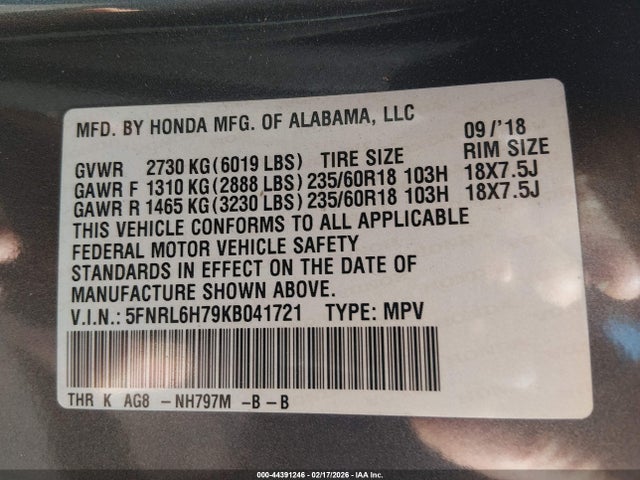 MFD. BY HONDA MFG. OF ALABAMA, LLC 09/'18
GVWR 2730 KG(6019 LBS) TIRE SIZE RIM SIZE
GAWR F 1310 KG(2888 LBS) 235/60R18 103H 18X7.5J
GAWR R 1465 KG(3230 LBS) 235/60R18 103H 18X7.5J
THIS VEHICLE CONFORMS TO ALL APPLICABLE
FEDERAL MOTOR VEHICLE SAFETY
STANDARDS IN EFFECT ON THE DATE OF
MANUFACTURE SHOWN ABOVE.
V.I.N.: 5FNRL6H79KB041721 TYPE: MPV
THR K AG8 -NH797M -B-B
000-44391246 - 02/17/2026 - IAA Inc.